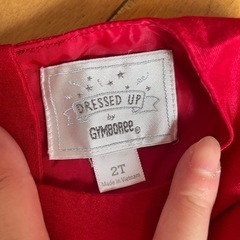 DRESSED UP
by
GYMBOREE®
2T
Made in Vietnam